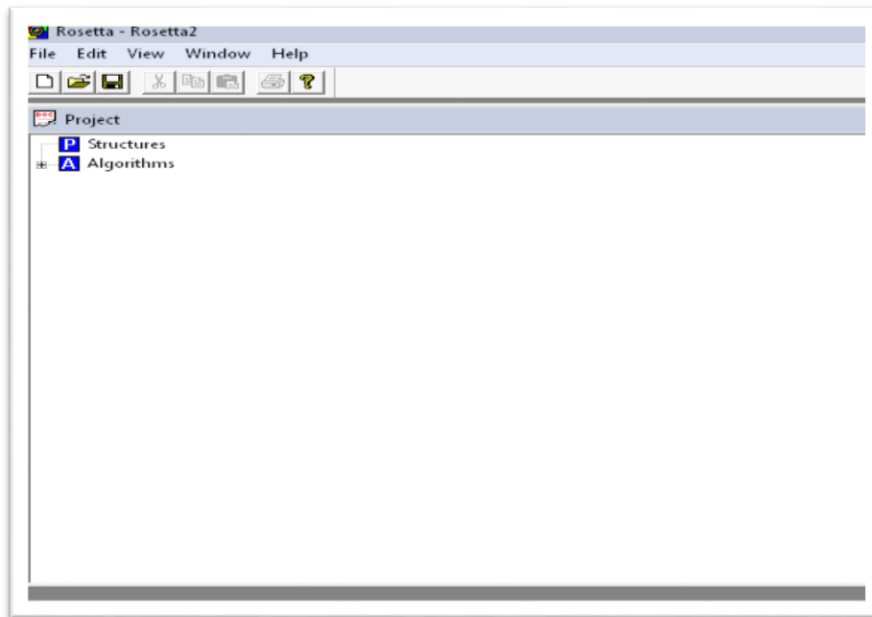 Rosetta - Rosetta2
File Edit View Window Help
Project
P Structures
A Algorithms